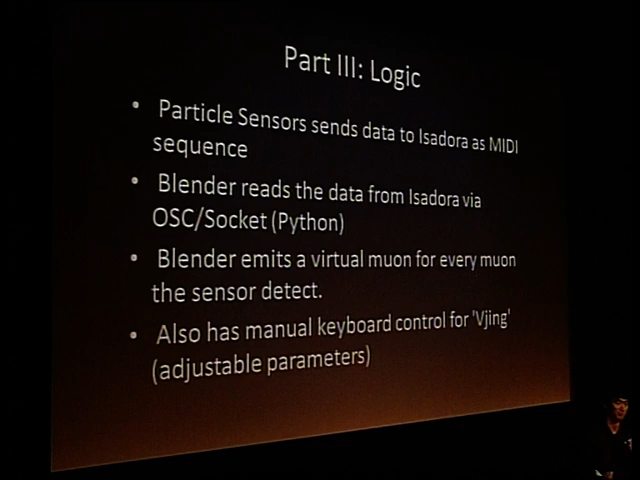 Part III: Logic
• Particle Sensors sends data to Isadora as MIDI
sequence
• Blender reads the data from Isadora via
OSC/Socket (Python)
• Blender emits a virtual muon for every muon
the sensor detect.
• Also has manual keyboard control for 'Vjing'
(adjustable parameters)